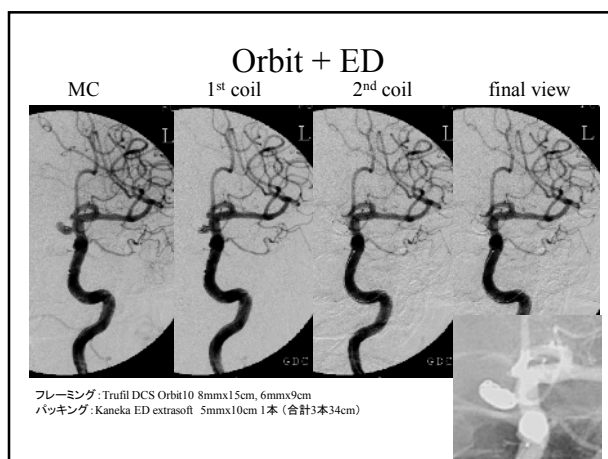 Orbit + ED
MC
1st coil
2nd coil
final view
L
L
L
L
GDC
GDC
フレーミング：Trufil DCS Orbit10 8mmx15cm, 6mmx9cm
パッキング：Kaneka ED extrasoft 5mmx10cm 1本 （合計3本34cm）